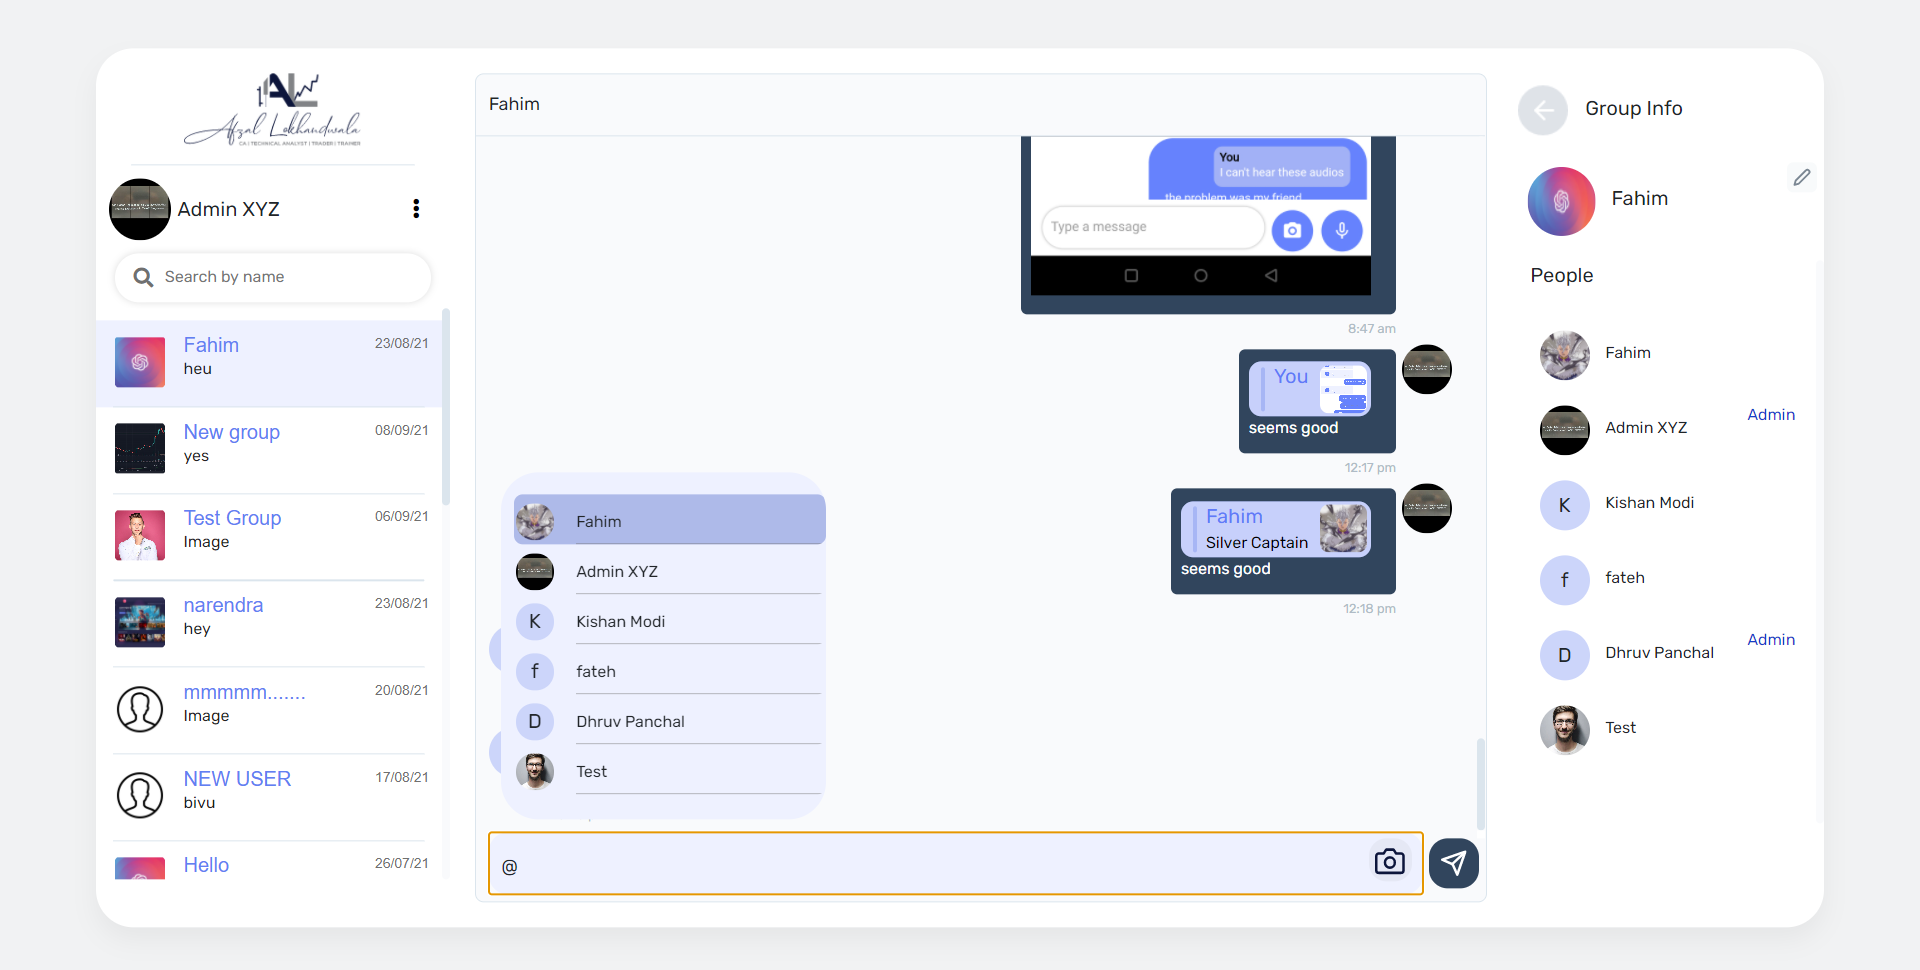 AL
Afzal Lokhandwala
CA | TECHNICAL ANALYST | TRADER | TRAINER
Admin XYZ
Search by name
Fahim
23/08/21
heu
New group
08/09/21
yes
Test Group
06/09/21
Image
narendra
23/08/21
hey
mmmmm.......
20/08/21
Image
NEW USER
17/08/21
bivu
Hello
26/07/21
Fahim
You
I can't hear these audios
the problem was my friend
Type a message
8:47 am
You
seems good
12:17 pm
Fahim
Silver Captain
seems good
12:18 pm
Fahim
Admin XYZ
K
Kishan Modi
f
fateh
D
Dhruv Panchal
Test
@
Group Info
Fahim
People
Fahim
Admin XYZ
Admin
K
Kishan Modi
f
fateh
D
Dhruv Panchal
Admin
Test